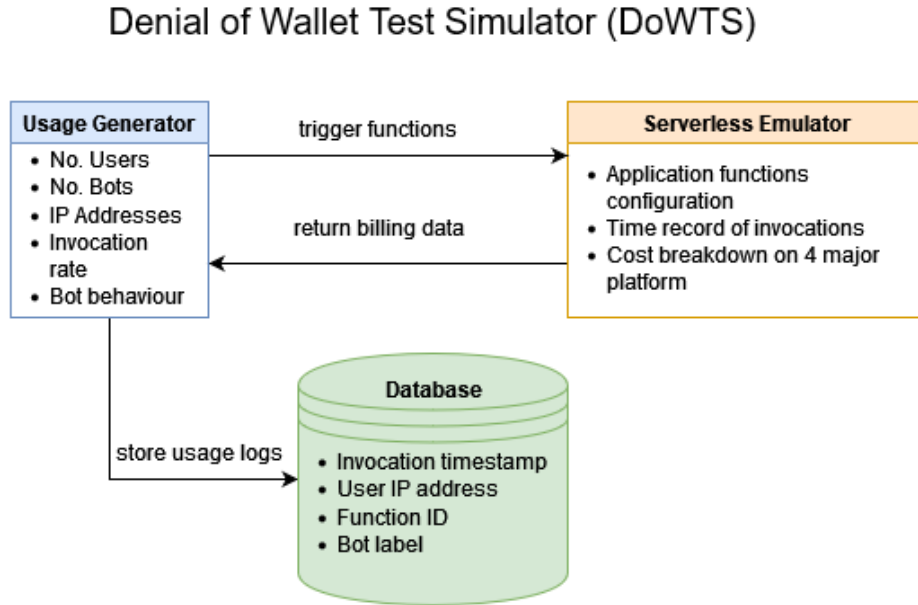 Denial of Wallet Test Simulator (DoWTS)
Usage Generator
• No. Users
• No. Bots
• IP Addresses
• Invocation
rate
• Bot behaviour
trigger functions
return billing data
Serverless Emulator
• Application functions
configuration
• Time record of invocations
• Cost breakdown on 4 major
platform
store usage logs
Database
• Invocation timestamp
• User IP address
• Function ID
• Bot label